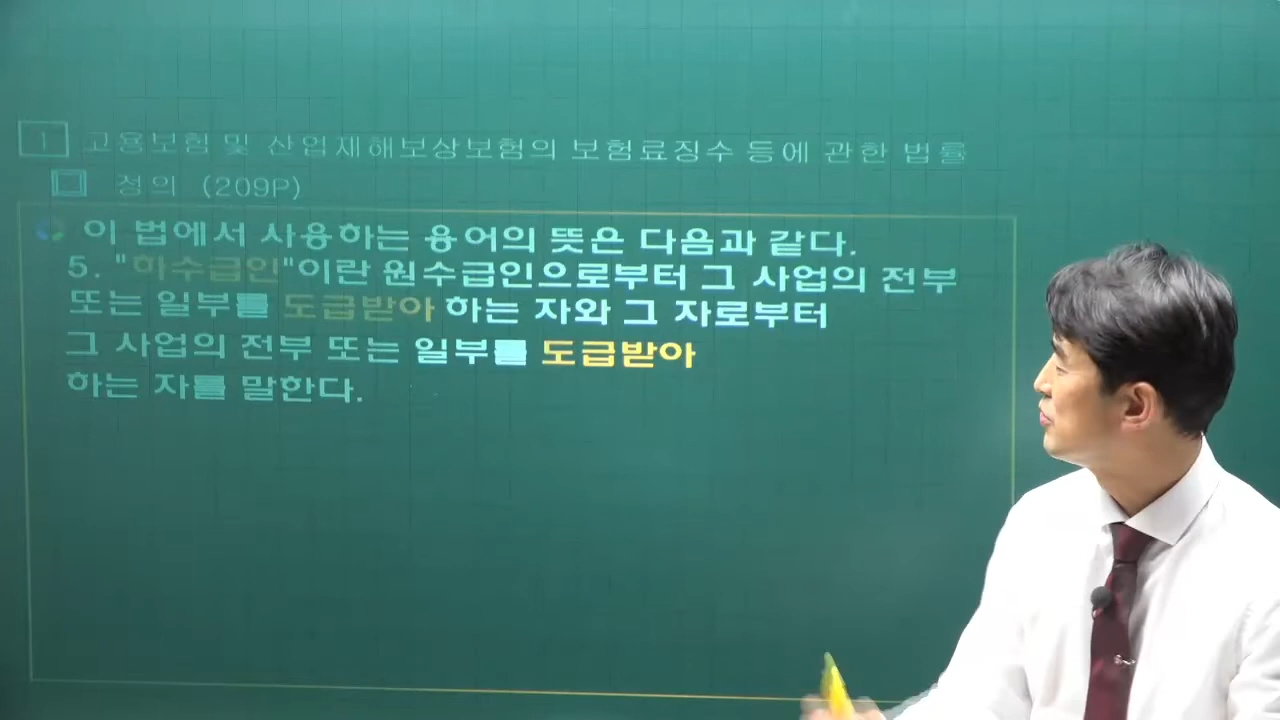 1 고용보험 및 산업재해보상보험의 보험료징수 등에 관한 법률
정의 (209P)
이 법에서 사용하는 용어의 뜻은 다음과 같다.
5. "하수급인"이란 원수급인으로부터 그 사업의 전부
또는 일부를 도급받아 하는 자와 그 자로부터
그 사업의 전부 또는 일부를 도급받아
하는 자를 말한다.